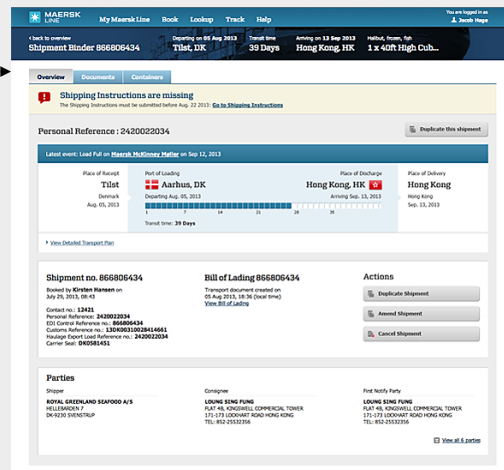 MAERSK
LINE
My Maersk Line Book Lookup Track Help
You are logged in as
Jacob Hage
back to overview
Shipment Binder 866806434
Departing on 05 Aug 2013
Tilst, DK
Transit time
39 Days
Arriving on 13 Sep 2013
Hong Kong, HK
Halibut, frozen, fish
1 x 40ft High Cub...
Overview Documents Containers
Shipping Instructions are missing
The Shipping Instructions must be submitted before Aug. 22 2013: Go to Shipping Instructions
Personal Reference : 2420022034
Duplicate this shipment
Latest event: Load Full on Maersk McKinney Møller on Sep 12, 2013
Place of Receipt
Tilst
Denmark
Aug. 05, 2013
Port of Loading
Aarhus, DK
Departing Aug. 05, 2013
Place of Discharge
Hong Kong, HK
Arriving Sep. 13, 2013
1 7 14 21 28 35
Transit time: 39 Days
Place of Delivery
Hong Kong
Hong Kong
Sep. 13, 2013
View Detailed Transport Plan
Shipment no. 866806434
Booked by Kirsten Hansen on
July 29, 2013, 08:43
Contact no.: 12421
Personal Reference: 2420022034
EDI Control Reference no.: 866806434
Customs Reference no.: 13DK00310028414661
Haulage Export Load Reference no.: 2420022034
Carrier Seal: DK0581451
Bill of Lading 866806434
Transport document created on
05 Aug 2013, 18:36 (local time)
View Bill of Lading
Actions
Duplicate Shipment
Amend Shipment
Cancel Shipment
Parties
Shipper
ROYAL GREENLAND SEAFOOD A/S
HELLEBARDEN 7
DK-9230 SVENSTRUP
Consignee
LOUNG SING FUNG
FLAT 48, KINGSWELL COMMERCIAL TOWER
171-173 LOCKHART ROAD HONG KONG
TEL: 852-25532356
First Notify Party
LOUNG SING FUNG
FLAT 48, KINGSWELL COMMERCIAL TOWER
171-173 LOCKHART ROAD HONG KONG
TEL: 852-25532356
View all 6 parties